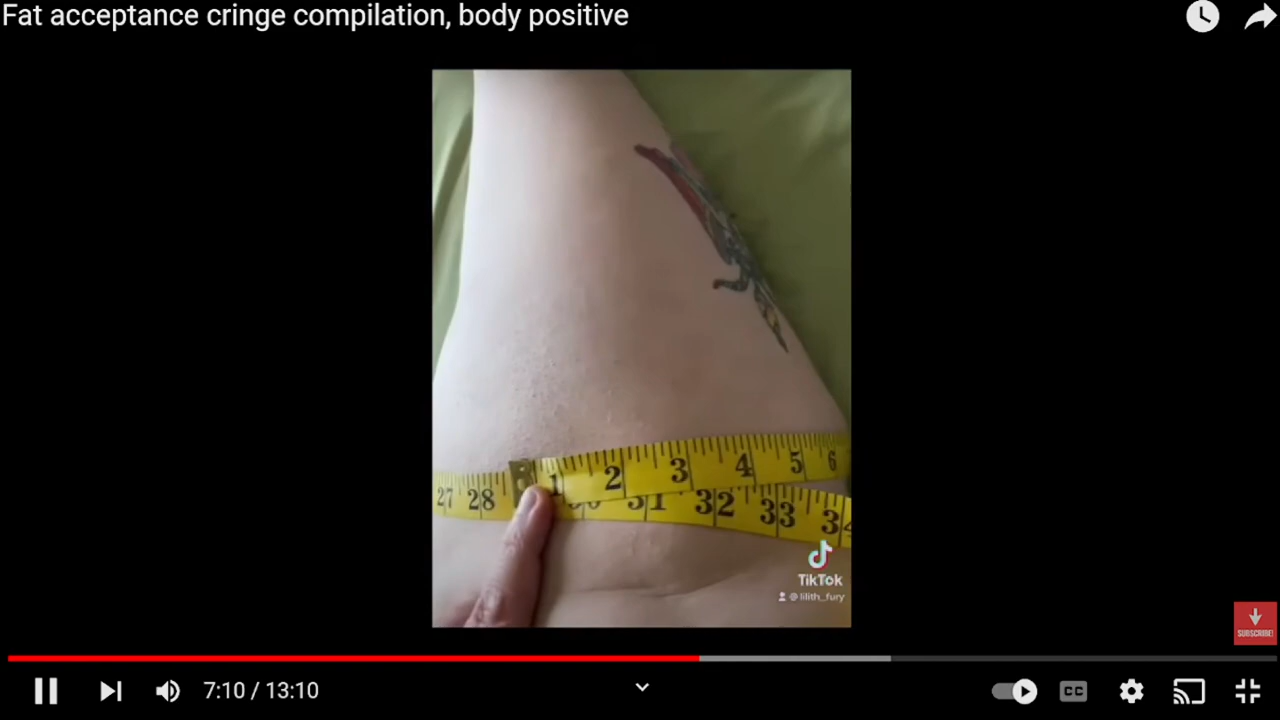 Fat acceptance cringe compilation, body positive
1 2 3 4 5 6
27 28 31 32 33
TikTok
@lilith_fury
SUBSCRIBE!
7:10 / 13:10
CC